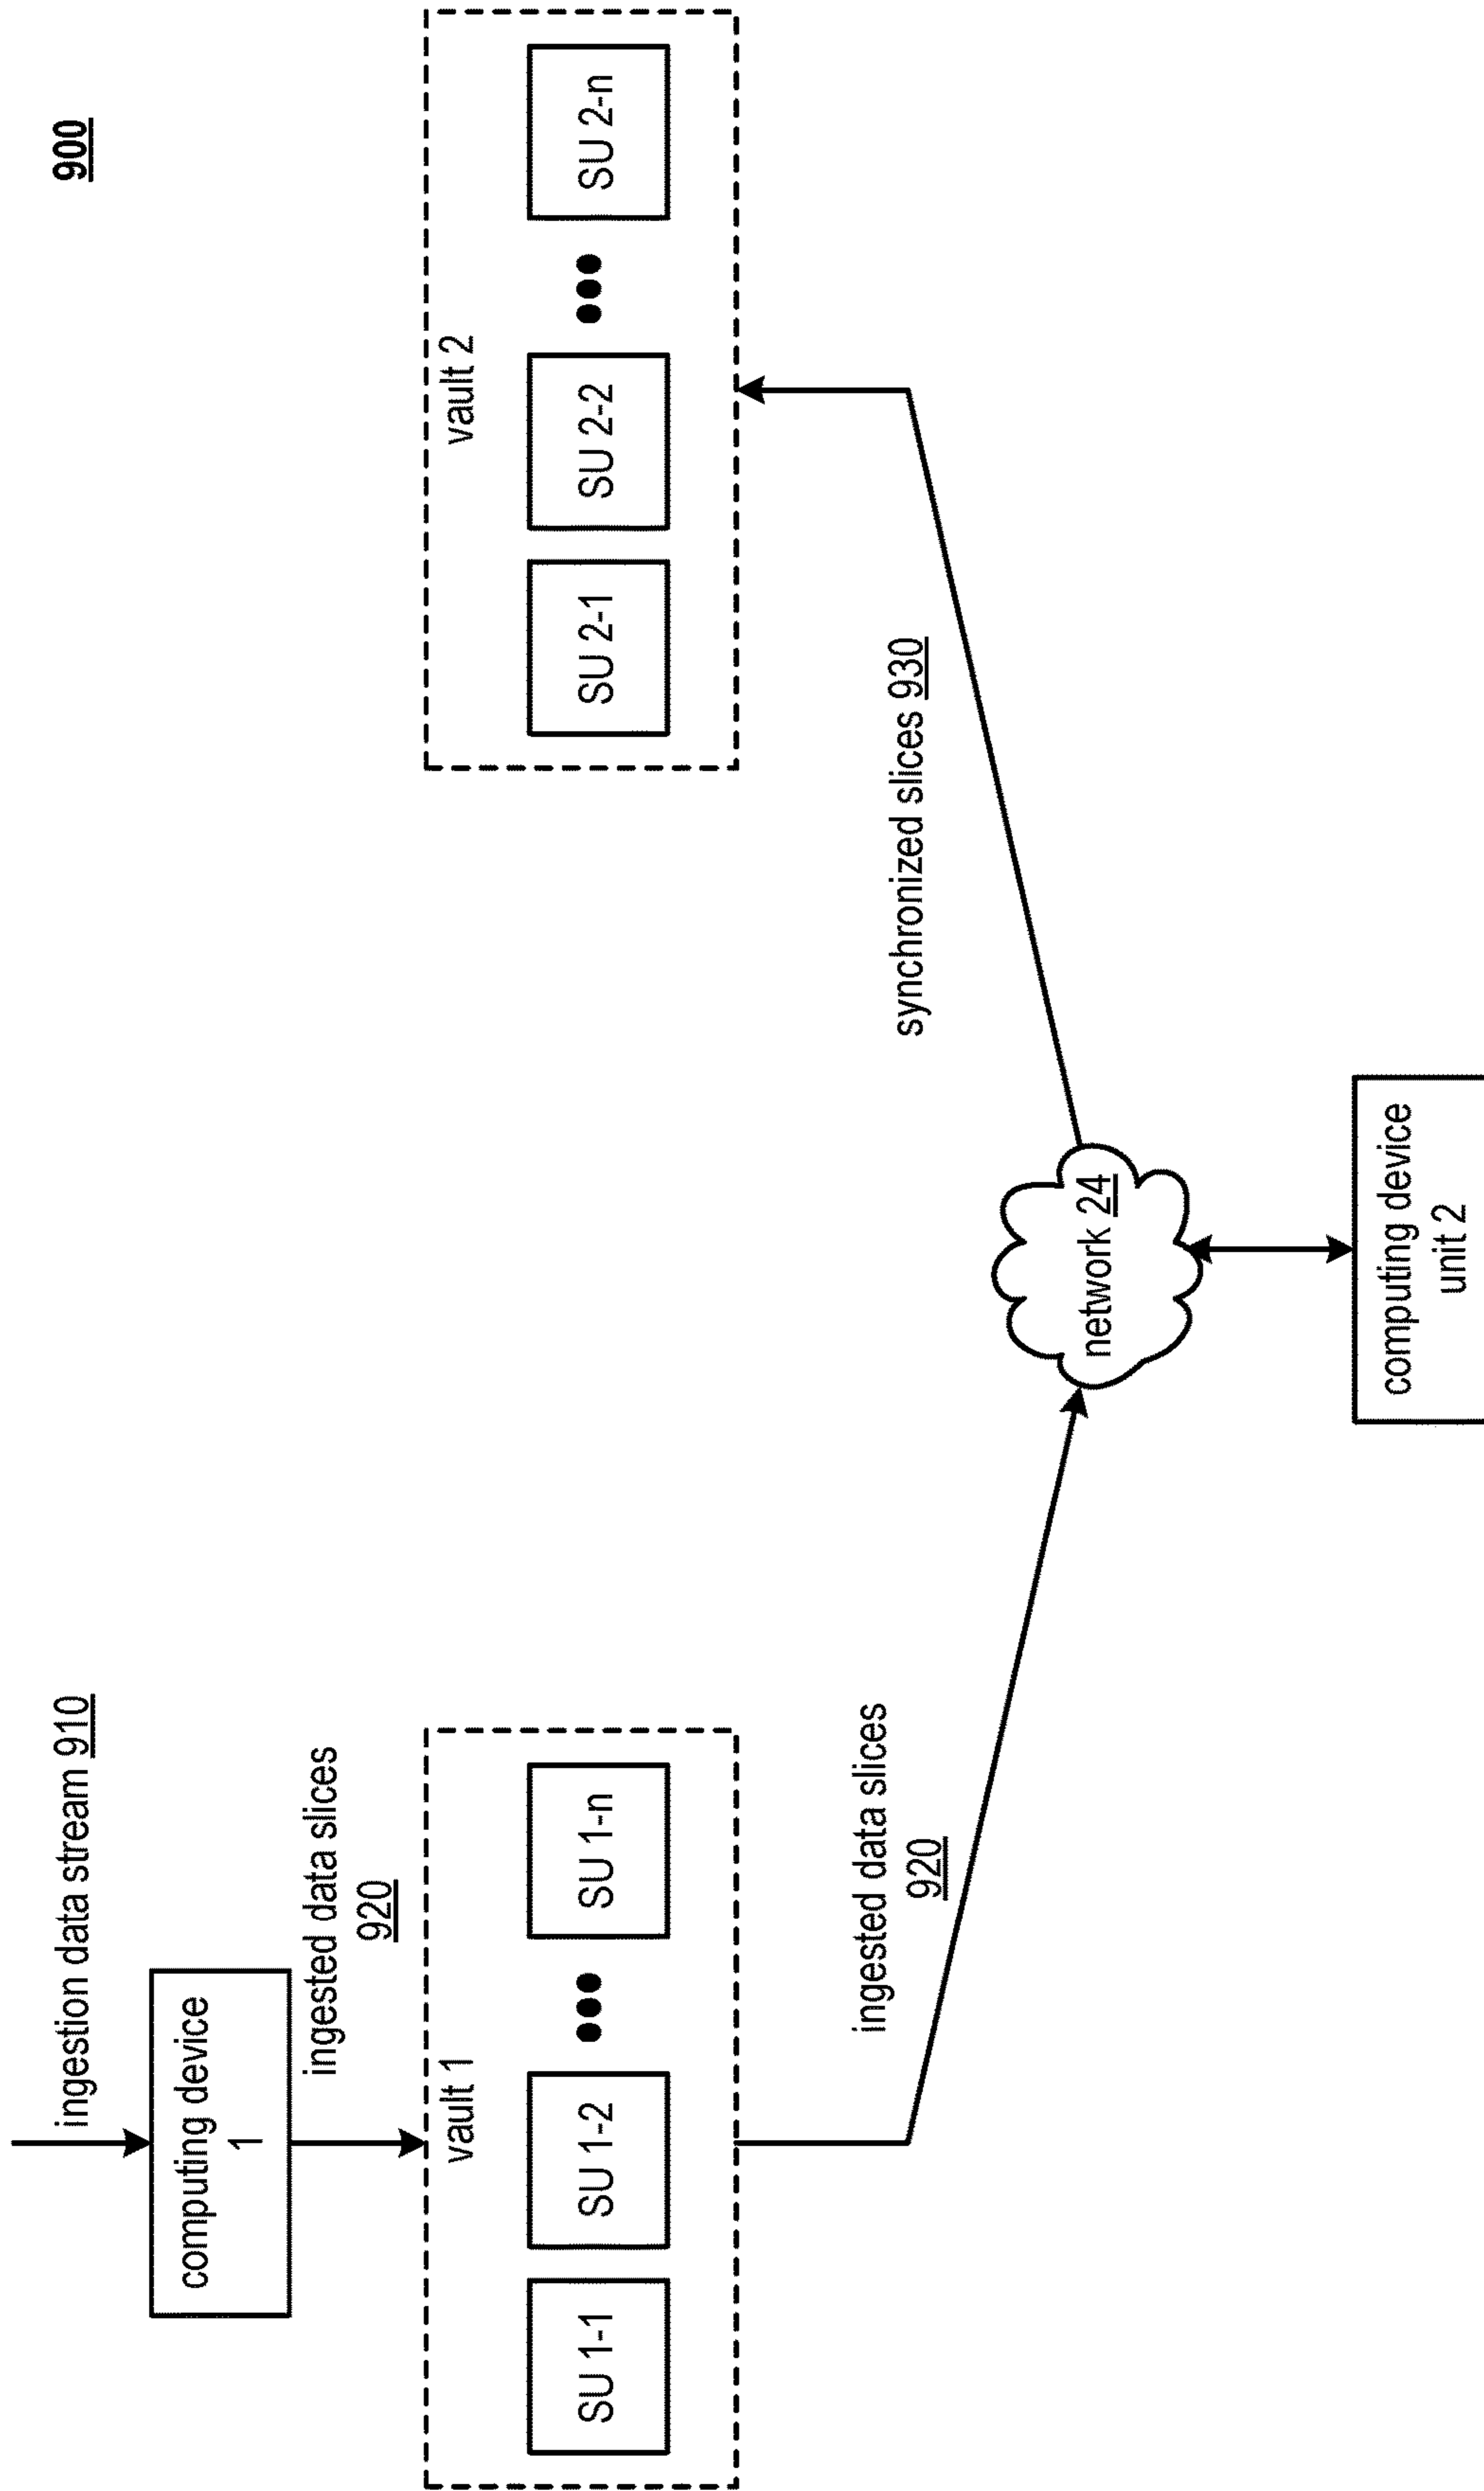 900
ingestion data stream 910
computing device
1
ingested data slices
920
vault 1
SU 1-1
SU 1-2
SU 1-n
vault 2
SU 2-1
SU 2-2
SU 2-n
ingested data slices
920
synchronized slices 930
network 24
computing device
unit 2